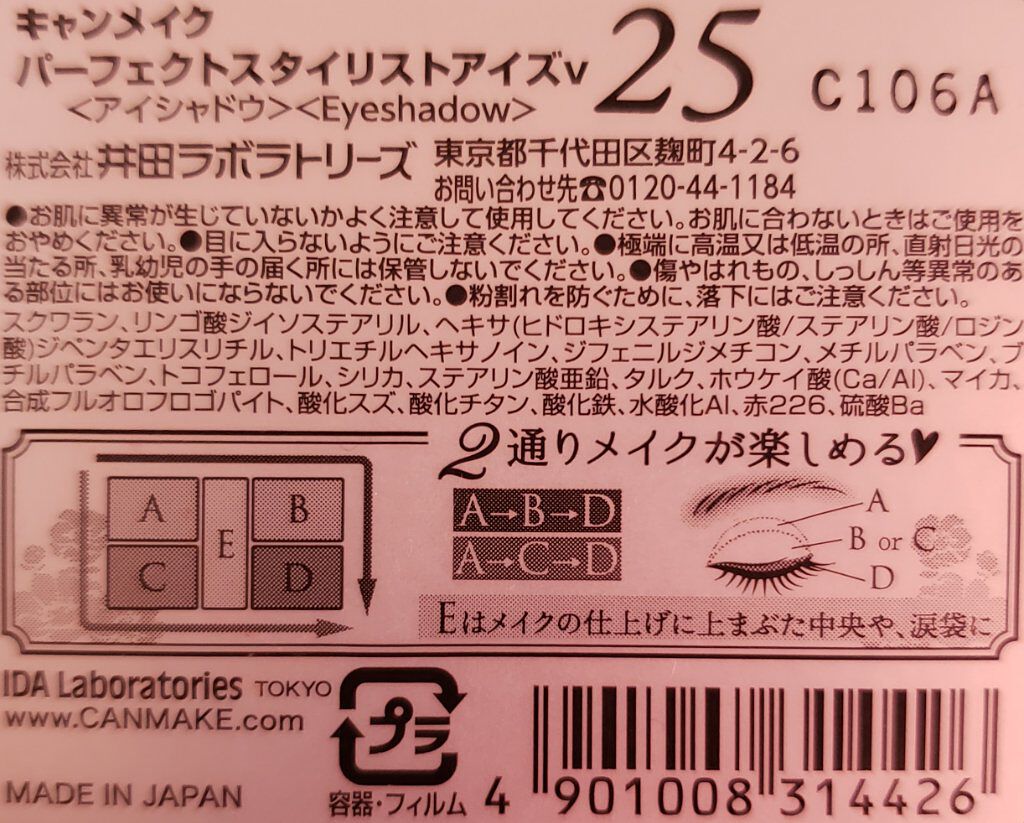 キャンメイク
パーフェクトスタイリストアイズv
<アイシャドウ><Eyeshadow>
25
C106A
株式会社 井田ラボラトリーズ
東京都千代田区麹町4-2-6
お問い合わせ先☎0120-44-1184
●お肌に異常が生じていないかよく注意して使用してください。お肌に合わないときはご使用を
おやめください。●目に入らないようにご注意ください。●極端に高温又は低温の所、直射日光の
当たる所、乳幼児の手の届く所には保管しないでください。●傷やはれもの、しっしん等異常のあ
る部位にはお使いにならないでください。●粉割れを防ぐために、落下にはご注意ください。
スクワラン、リンゴ酸ジイソステアリル、ヘキサ(ヒドロキシステアリン酸/ステアリン酸/ロジン
酸)ジペンタエリスリチル、トリエチルヘキサノイン、ジフェニルジメチコン、メチルパラベン、ブ
チルパラベン、トコフェロール、シリカ、ステアリン酸亜鉛、タルク、ホウケイ酸(Ca/Al)、マイカ、
合成フルオロフロゴパイト、酸化スズ、酸化チタン、酸化鉄、水酸化Al、赤226、硫酸Ba
2通りメイクが楽しめる♥
A
B
C
D
E
A→B→D
A→C→D
A
B or C
D
Eはメイクの仕上げに上まぶた中央や、涙袋に
IDA Laboratories TOKYO
www.CANMAKE.com
MADE IN JAPAN
プラ
容器・フィルム
4 901008 314426